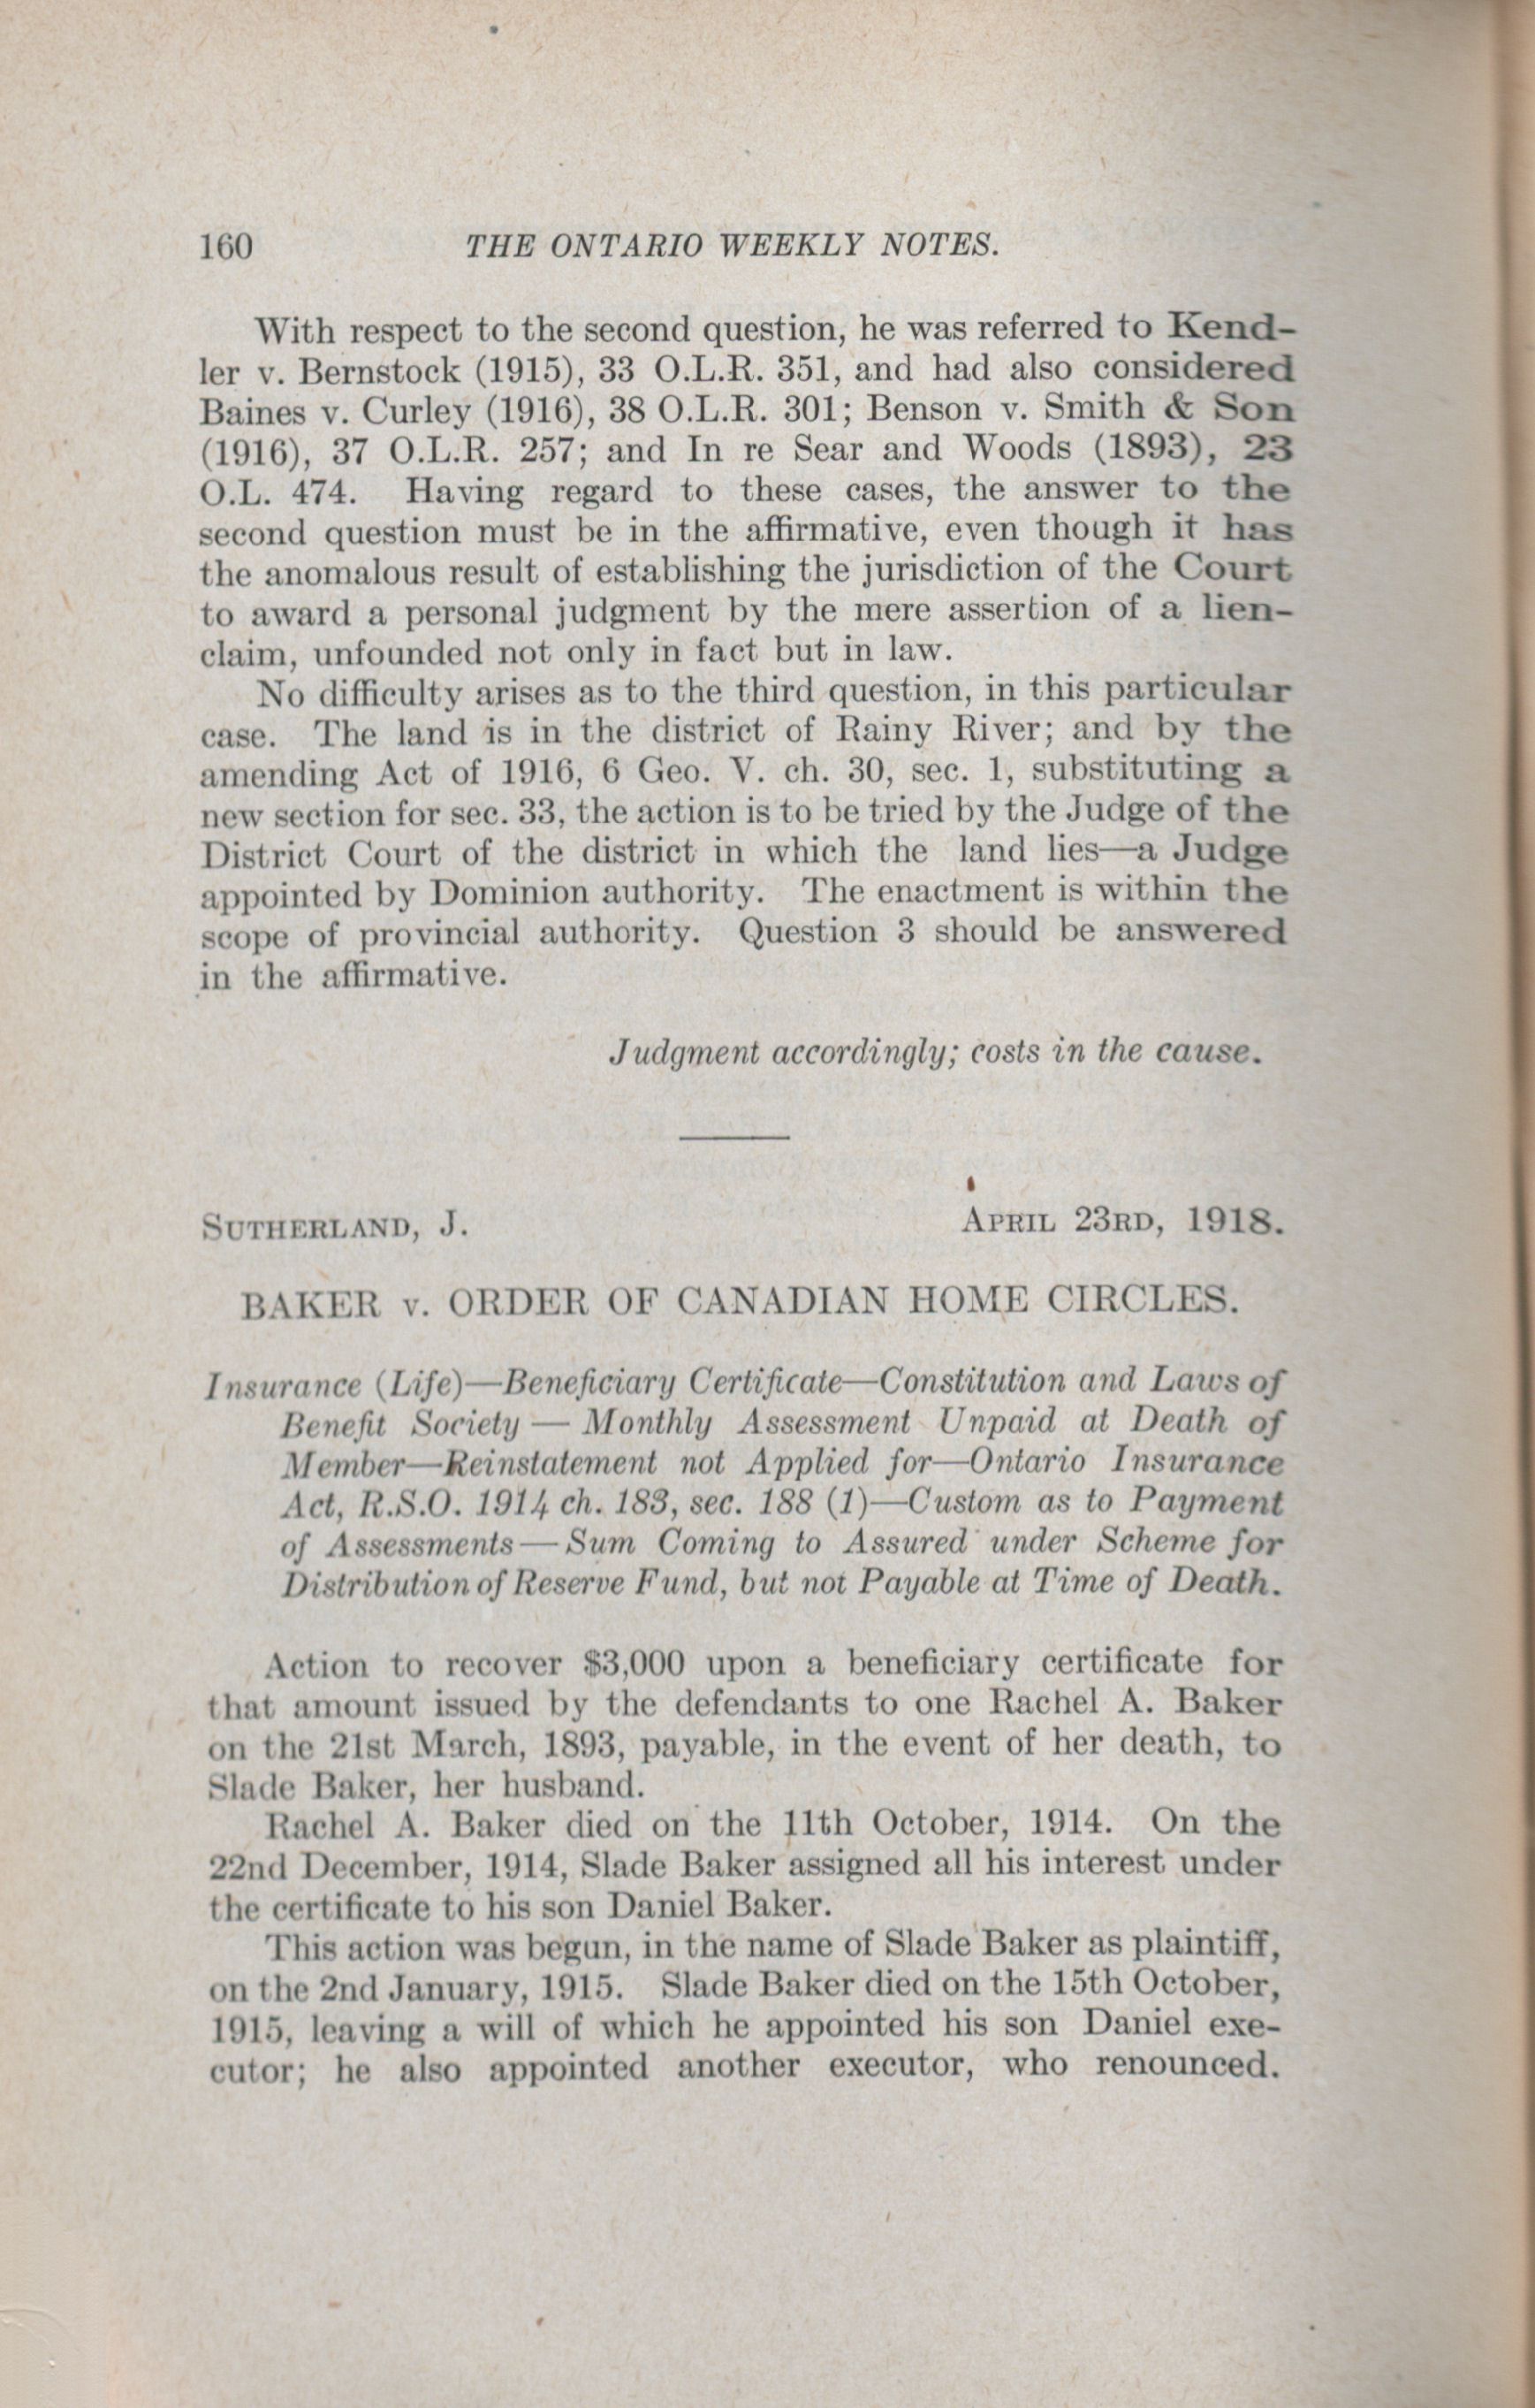 160 THE ONTARIO WEEKLY NOTES.
With respect to the second question, he was referred to Kend-
ler v. Bernstock (1915), 33 O.L.R. 351, and had also considered
Baines v. Curley (1916), 38 O.L.R. 301; Benson v. Smith & Son
(1916), 37 O.L.R. 257; and In re Sear and Woods (1893), 23
O.L. 474. Having regard to these cases, the answer to the
second question must be in the affirmative, even though it has
the anomalous result of establishing the jurisdiction of the Court
to award a personal judgment by the mere assertion of a lien-
claim, unfounded not only in fact but in law.
No difficulty arises as to the third question, in this particular
case. The land is in the district of Rainy River; and by the
amending Act of 1916, 6 Geo. V. ch. 30, sec. 1, substituting a
new section for sec. 33, the action is to be tried by the Judge of the
District Court of the district in which the land lies—a Judge
appointed by Dominion authority. The enactment is within the
scope of provincial authority. Question 3 should be answered
in the affirmative.
Judgment accordingly; costs in the cause.
SUTHERLAND, J. APRIL 23RD, 1918.
BAKER v. ORDER OF CANADIAN HOME CIRCLES.
Insurance (Life)—Beneficiary Certificate—Constitution and Laws of
Benefit Society — Monthly Assessment Unpaid at Death of
Member—Reinstatement not Applied for—Ontario Insurance
Act, R.S.O. 1914 ch. 183, sec. 188 (1)—Custom as to Payment
of Assessments — Sum Coming to Assured under Scheme for
Distribution of Reserve Fund, but not Payable at Time of Death.
Action to recover $3,000 upon a beneficiary certificate for
that amount issued by the defendants to one Rachel A. Baker
on the 21st March, 1893, payable, in the event of her death, to
Slade Baker, her husband.
Rachel A. Baker died on the 11th October, 1914. On the
22nd December, 1914, Slade Baker assigned all his interest under
the certificate to his son Daniel Baker.
This action was begun, in the name of Slade Baker as plaintiff,
on the 2nd January, 1915. Slade Baker died on the 15th October,
1915, leaving a will of which he appointed his son Daniel exe-
cutor; he also appointed another executor, who renounced.